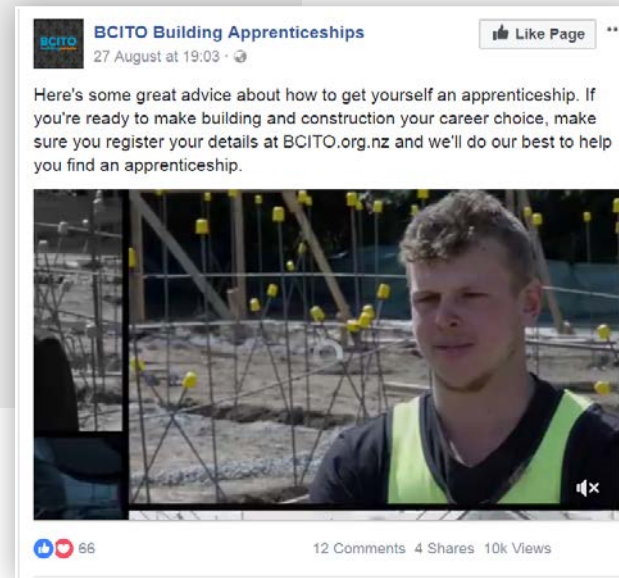 BCITO
BCITO Building Apprenticeships
Like Page
27 August at 19:03
Here's some great advice about how to get yourself an apprenticeship. If
you're ready to make building and construction your career choice, make
sure you register your details at BCITO.org.nz and we'll do our best to help
you find an apprenticeship.
66
12 Comments 4 Shares 10k Views